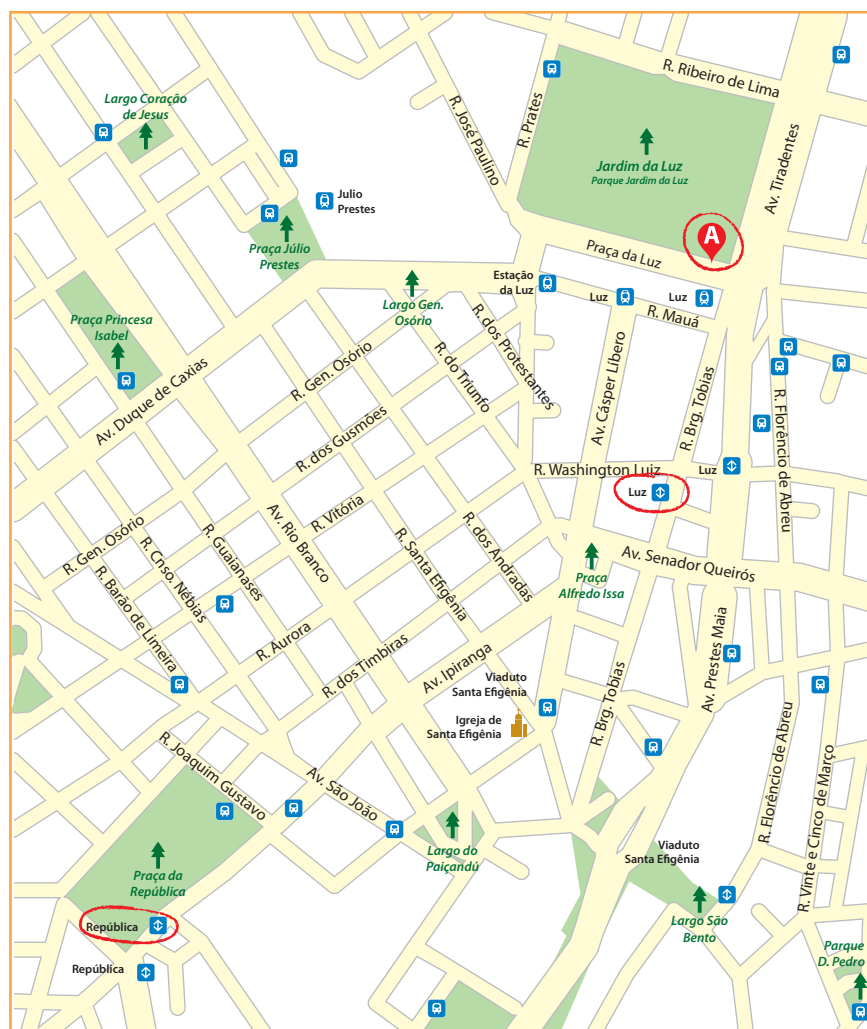 R. Ribeiro de Lima
Largo Coração
de Jesus
R. José Paulino
R. Prates
Jardim da Luz
Parque Jardim da Luz
Av. Tiradentes
Julio
Prestes
A
Praça Júlio
Prestes
Praça da Luz
Estação
da Luz
Luz
Luz
R. Mauá
Largo Gen.
Osório
Praça Princesa
Isabel
R. dos Protestantes
R. Gen. Osório
R. do Triunfo
Av. Duque de Caxias
Av. Cásper Líbero
R. Brg. Tobias
R. Florêncio de Abreu
R. dos Gusmões
R. Washington Luiz
Luz
Luz
R. Vitória
Av. Rio Branco
R. Gen. Osório
R. Cnso. Nébias
R. Guaianases
R. Santa Efigênia
R. dos Andradas
Av. Senador Queirós
Praça
Alfredo Issa
R. Barão de Limeira
R. Aurora
R. dos Timbiras
Av. Ipiranga
Av. Prestes Maia
Viaduto
Santa Efigênia
R. Brg. Tobias
Igreja de
Santa Efigênia
R. Joaquim Gustavo
Av. São João
R. Florêncio de Abreu
R. Vinte e Cinco de Março
Largo do
Paiçandú
Viaduto
Santa Efigênia
Praça da
República
República
Largo São
Bento
República
Parque
D. Pedro